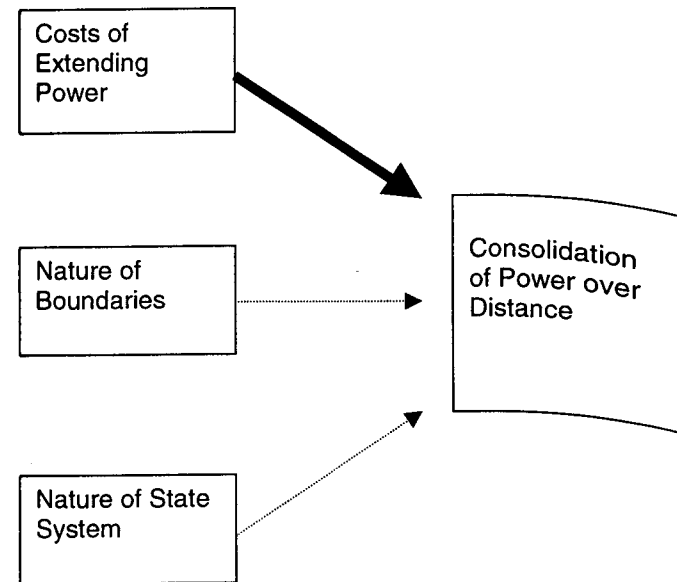 Costs of
Extending
Power
Nature of
Boundaries
Consolidation
of Power over
Distance
Nature of State
System